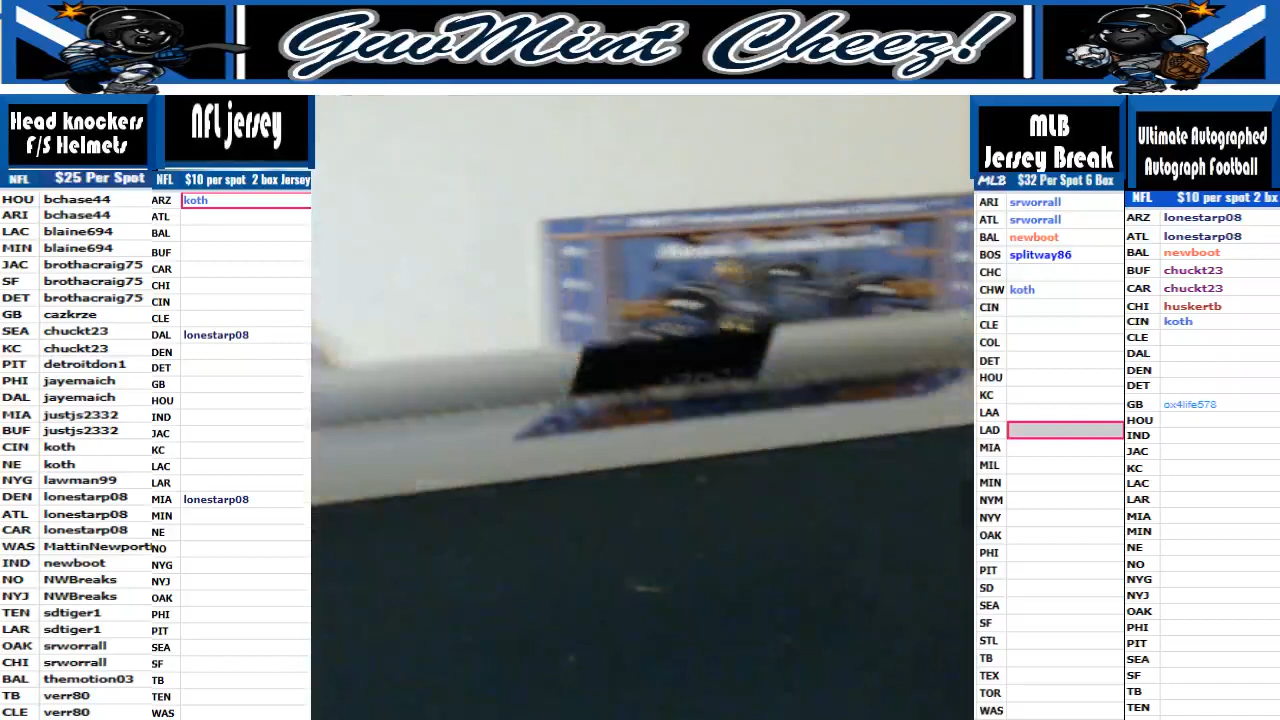 GuvMint Cheez!
Head knockers
F/S Helmets
NFL $25 Per Spot
HOU bchase44
ARI bchase44
LAC blaine694
MIN blaine694
JAC brothacraig75
SF brothacraig75
DET brothacraig75
GB cazkrze
SEA chuckt23
KC chuckt23
PIT detroitdon1
PHI jayemaich
DAL jayemaich
MIA justjs2332
BUF justjs2332
CIN koth
NE koth
NYG lawman99
DEN lonestarp08
ATL lonestarp08
CAR lonestarp08
WAS MattinNewport
IND newboot
NO NWBreaks
NYJ NWBreaks
TEN sdtiger1
LAR sdtiger1
OAK srworrall
CHI srworrall
BAL themotion03
TB verr80
CLE verr80
NFL jersey
NFL $10 per spot 2 box Jersey
ARZ koth
ATL
BAL
BUF
CAR
CHI
CIN
CLE
DAL lonestarp08
DEN
DET
GB
HOU
IND
JAC
KC
LAC
LAR
MIA lonestarp08
MIN
NE
NO
NYG
NYJ
OAK
PHI
PIT
SEA
SF
TB
TEN
WAS
MLB
Jersey Break
MLB $32 Per Spot 6 Box
ARI srworrall
ATL srworrall
BAL newboot
BOS splitway86
CHC
CHW koth
CIN
CLE
COL
DET
HOU
KC
LAA
LAD
MIA
MIL
MIN
NYM
NYY
OAK
PHI
PIT
SD
SEA
SF
STL
TB
TEX
TOR
WAS
Ultimate Autographed
Autograph Football
NFL $10 per spot 2 bx
ARZ lonestarp08
ATL lonestarp08
BAL newboot
BUF chuckt23
CAR chuckt23
CHI huskertb
CIN koth
CLE
DAL
DEN
DET
GB ox4life578
HOU
IND
JAC
KC
LAC
LAR
MIA
MIN
NE
NO
NYG
NYJ
OAK
PHI
PIT
SEA
SF
TB
TEN